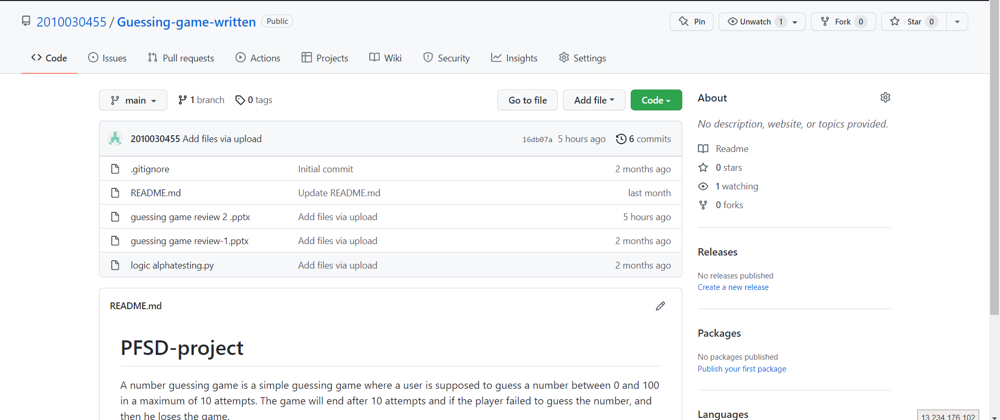 2010030455 / Guessing-game-written Public Pin Unwatch 1 Fork 0 Star 0
Code Issues Pull requests Actions Projects Wiki Security Insights Settings
main 1 branch 0 tags Go to file Add file Code
2010030455 Add files via upload 16db07a 5 hours ago 6 commits
.gitignore Initial commit 2 months ago
README.md Update README.md last month
guessing game review 2 .pptx Add files via upload 5 hours ago
guessing game review-1.pptx Add files via upload 2 months ago
logic alphatesting.py Add files via upload 2 months ago
README.md
PFSD-project
A number guessing game is a simple guessing game where a user is supposed to guess a number between 0 and 100
in a maximum of 10 attempts. The game will end after 10 attempts and if the player failed to guess the number, and
then he loses the game.
About
No description, website, or topics provided.
Readme
0 stars
1 watching
0 forks
Releases
No releases published
Create a new release
Packages
No packages published
Publish your first package
Languages
13.234.176.102